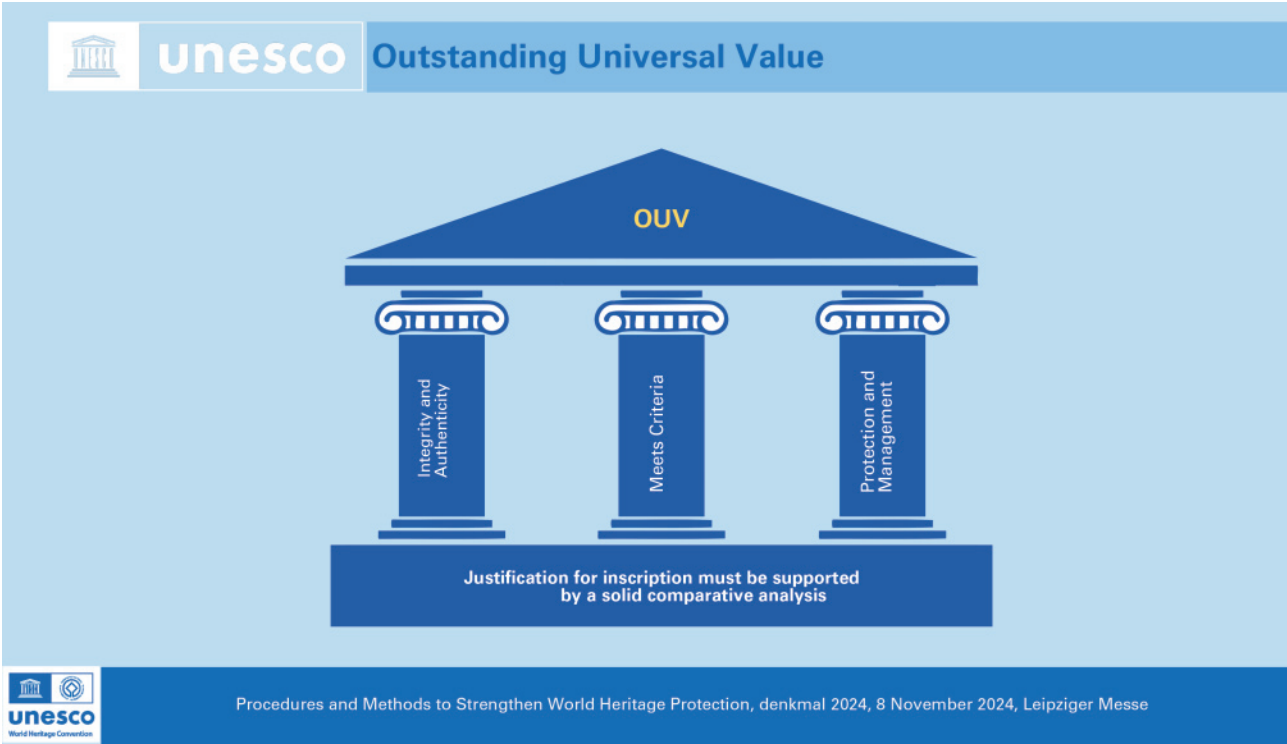 unesco
Outstanding Universal Value
OUV
Integrity and
Authenticity
Meets Criteria
Protection and
Management
Justification for inscription must be supported
by a solid comparative analysis
unesco
World Heritage Convention
Procedures and Methods to Strengthen World Heritage Protection, denkmal 2024, 8 November 2024, Leipziger Messe